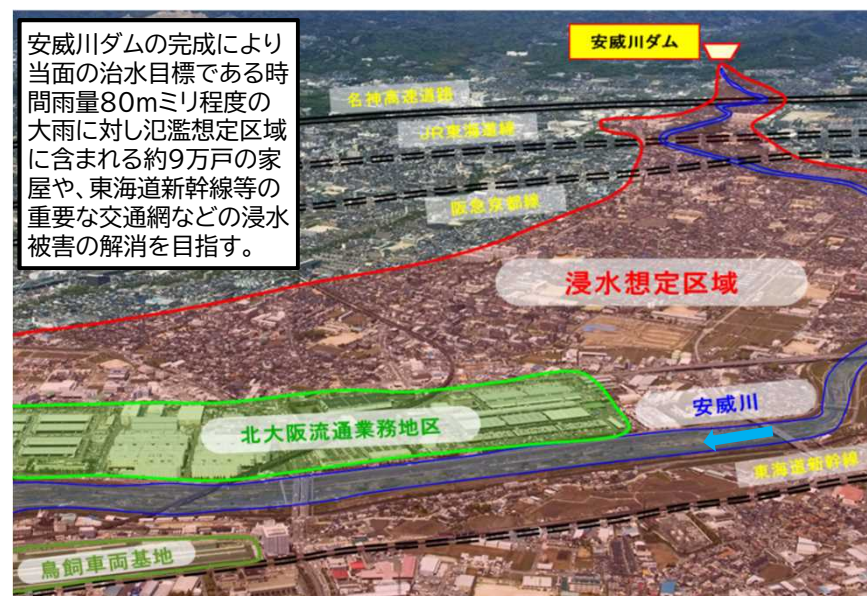 安威川ダムの完成により
当面の治水目標である時
間雨量80mミリ程度の
大雨に対し氾濫想定区域
に含まれる約9万戸の家
屋や、東海道新幹線等の
重要な交通網などの浸水
被害の解消を目指す。
安威川ダム
名神高速道路
JR東海道線
阪急京都線
浸水想定区域
安威川
北大阪流通業務地区
東海道新幹線
鳥飼車両基地